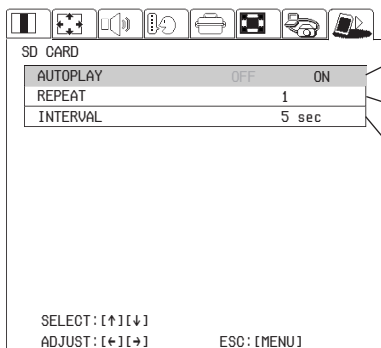 SD CARD
AUTOPLAY OFF ON
REPEAT 1
INTERVAL 5 sec
SELECT:[↑][↓]
ADJUST:[←][→] ESC:[MENU]